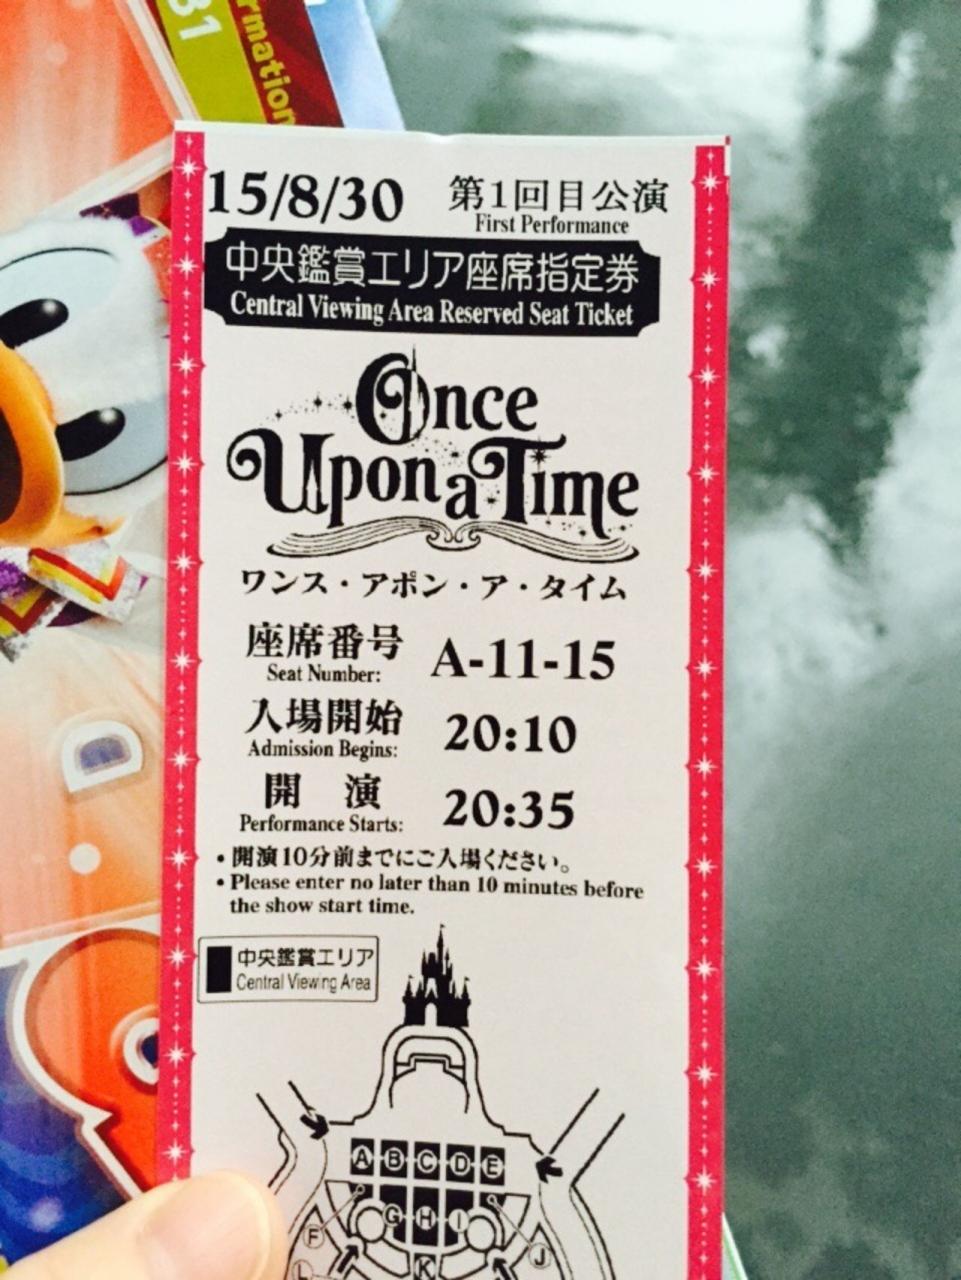 31
rmation
15/8/30 第1回目公演
First Performance
中央鑑賞エリア座席指定券
Central Viewing Area Reserved Seat Ticket
Once
Upon a Time
ワンス・アポン・ア・タイム
座席番号 A-11-15
Seat Number:
入場開始 20:10
Admission Begins:
開 演 20:35
Performance Starts:
・開演10分前までにご入場ください。
・Please enter no later than 10 minutes before
the show start time.
中央鑑賞エリア
Central Viewing Area
A B C D E
G H I
F J
L K